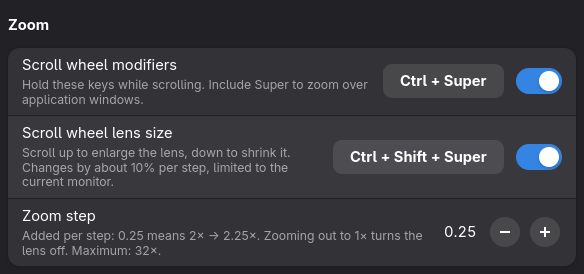 Zoom
Scroll wheel modifiers
Hold these keys while scrolling. Include Super to zoom over
application windows.
Ctrl + Super
Scroll wheel lens size
Scroll up to enlarge the lens, down to shrink it.
Changes by about 10% per step, limited to the
current monitor.
Ctrl + Shift + Super
Zoom step
Added per step: 0.25 means 2× → 2.25×. Zooming out to 1× turns the
lens off. Maximum: 32×.
0.25 − +